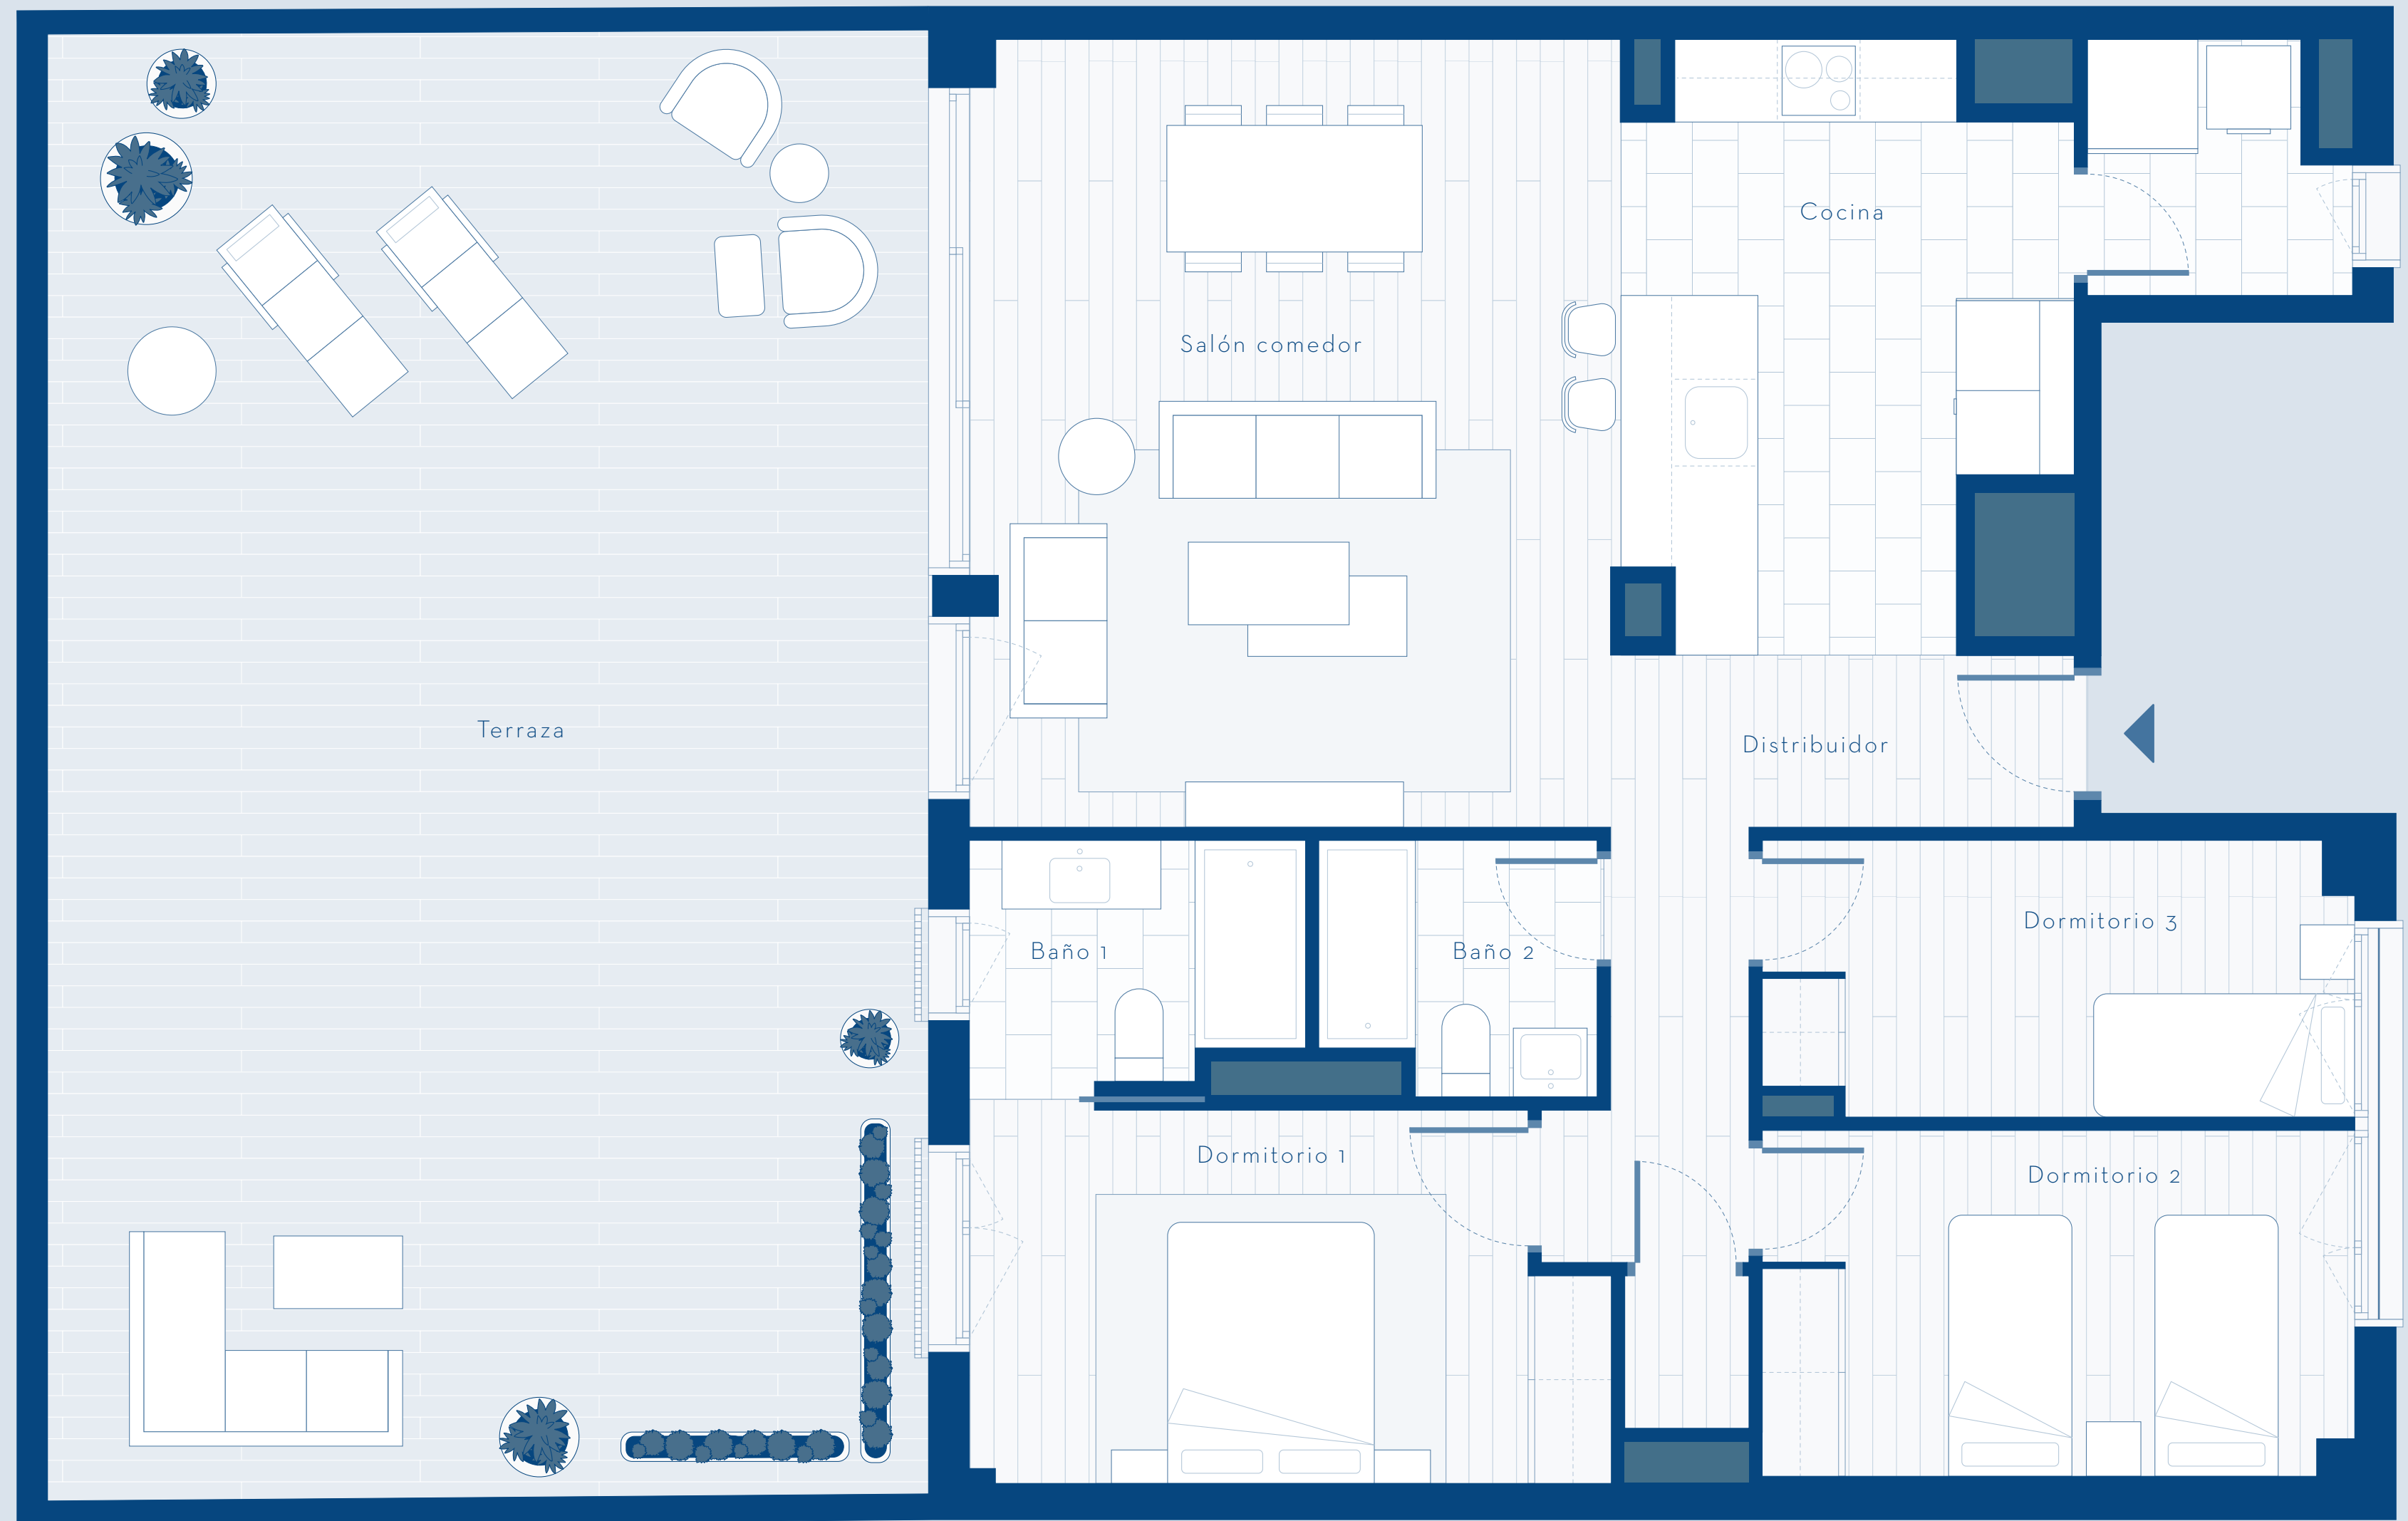 Cocina
Salón comedor
Terraza
Distribuidor
Dormitorio 3
Baño 1
Baño 2
Dormitorio 1
Dormitorio 2